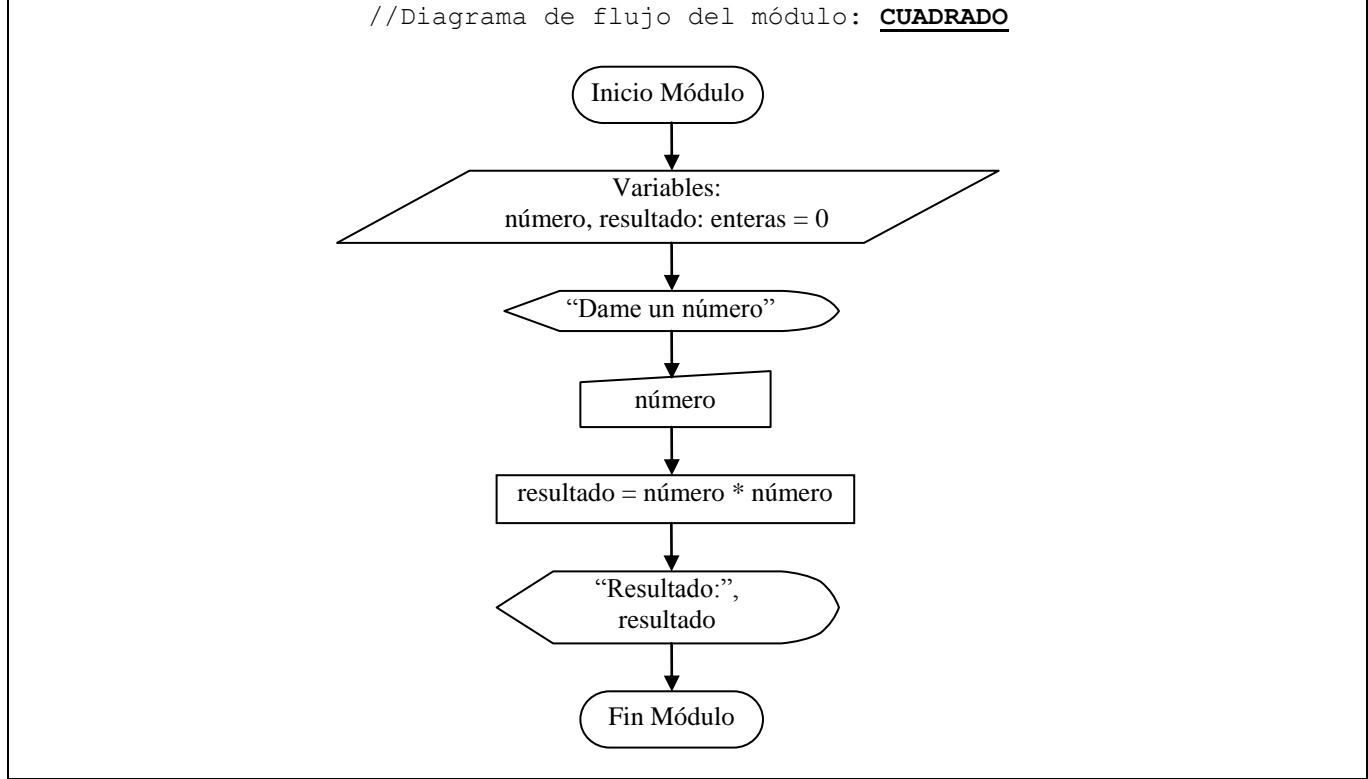 //Diagrama de flujo del módulo: CUADRADO
Inicio Módulo
Variables:
número, resultado: enteras = 0
“Dame un número”
número
resultado = número * número
“Resultado:”,
resultado
Fin Módulo